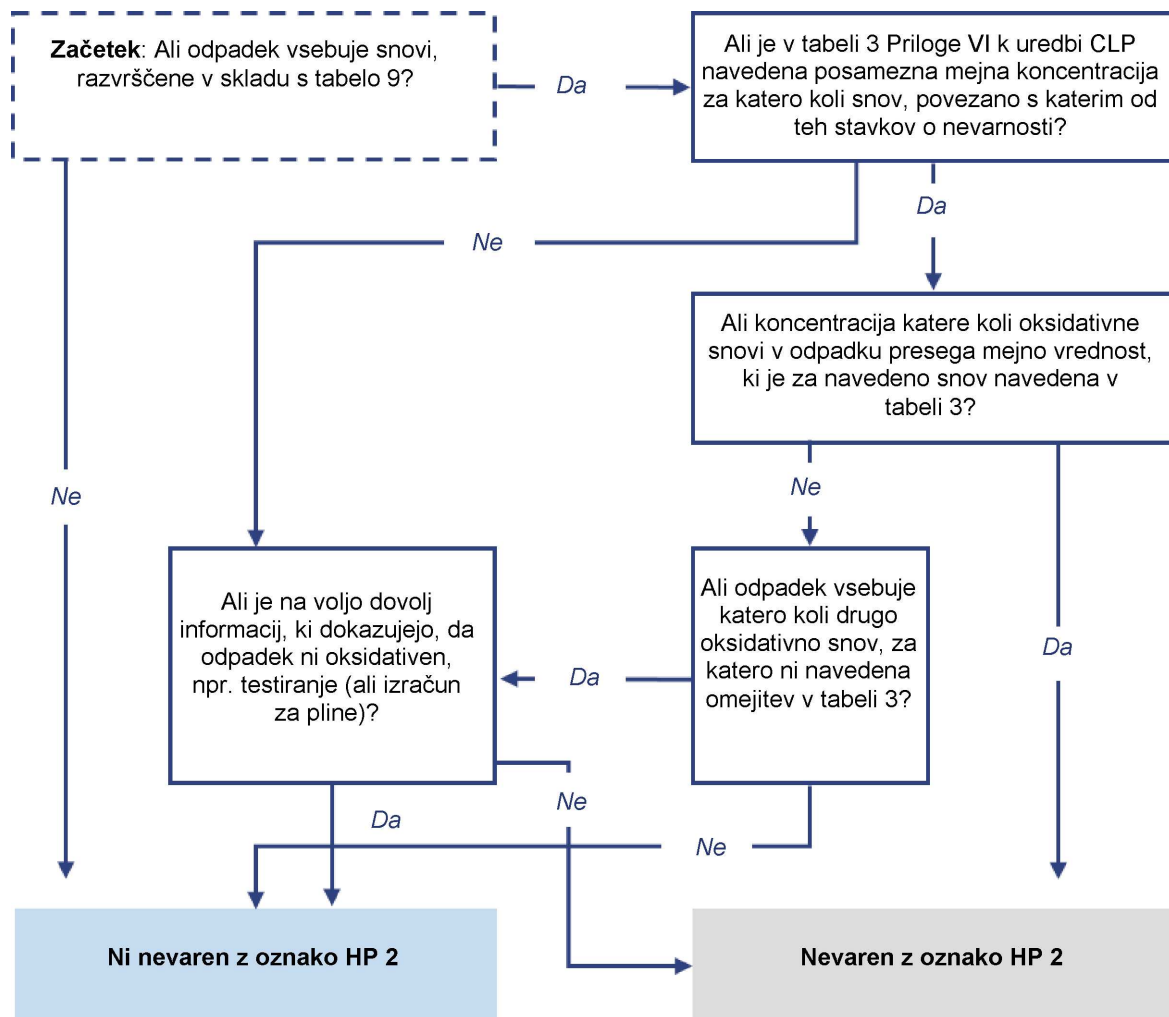 Začetek: Ali odpadek vsebuje snovi,
razvrščene v skladu s tabelo 9?
Da
Ali je v tabeli 3 Priloge VI k uredbi CLP
navedena posamezna mejna koncentracija
za katero koli snov, povezano s katerim od
teh stavkov o nevarnosti?
Ne
Da
Ali koncentracija katere koli oksidativne
snovi v odpadku presega mejno vrednost,
ki je za navedeno snov navedena v
tabeli 3?
Ne
Ne
Da
Ali je na voljo dovolj
informacij, ki dokazujejo, da
odpadek ni oksidativen,
npr. testiranje (ali izračun
za pline)?
Da
Ali odpadek vsebuje
katero koli drugo
oksidativno snov, za
katero ni navedena
omejitev v tabeli 3?
Da
Ne
Ne
Ni nevaren z oznako HP 2
Nevaren z oznako HP 2